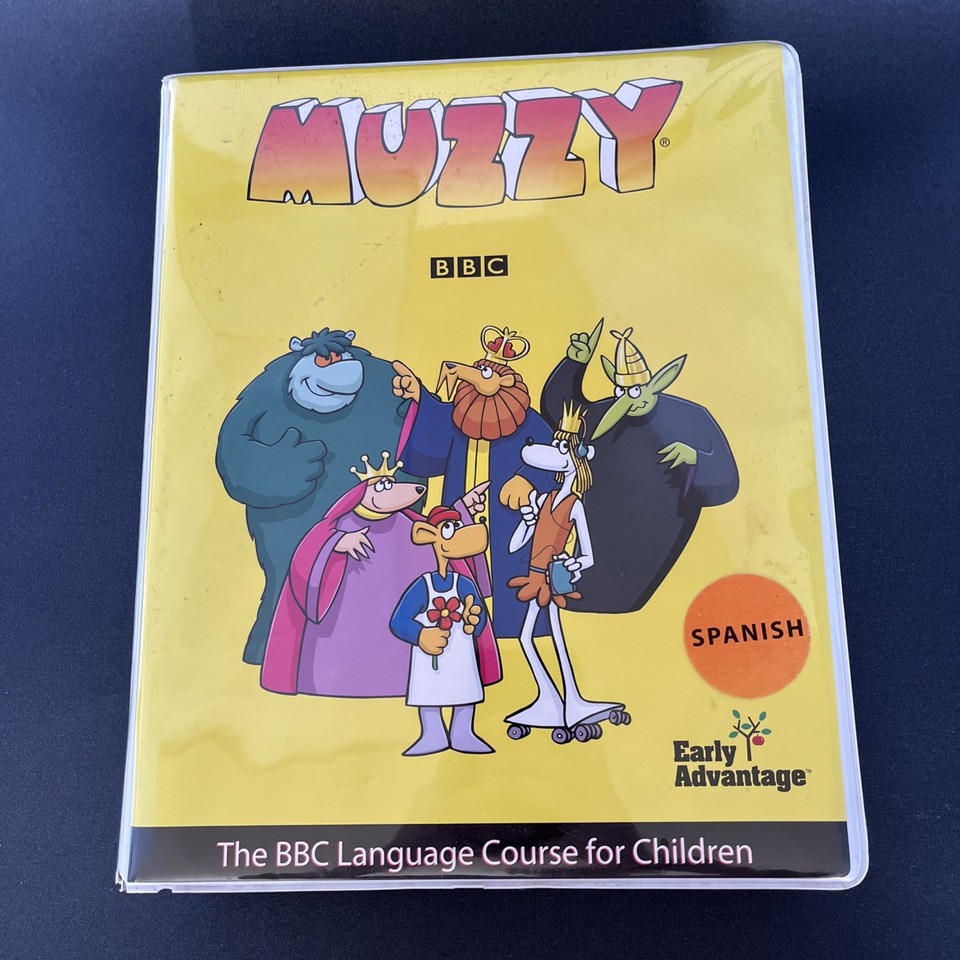 MUZZY®
BBC
SPANISH
Early
Advantage™
The BBC Language Course for Children